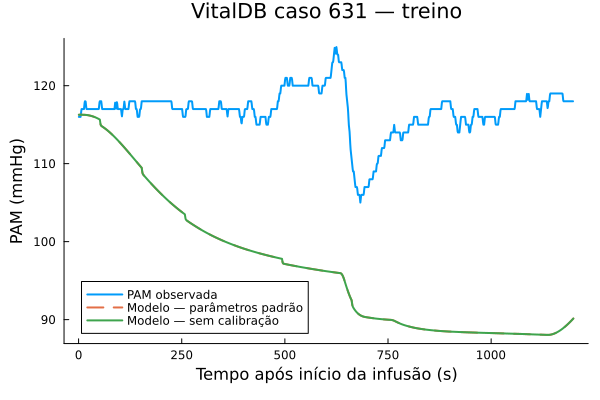 VitalDB caso 631 — treino
PAM (mmHg)
120
110
100
90
PAM observada
Modelo — parâmetros padrão
Modelo — sem calibração
0
250
500
750
1000
Tempo após início da infusão (s)